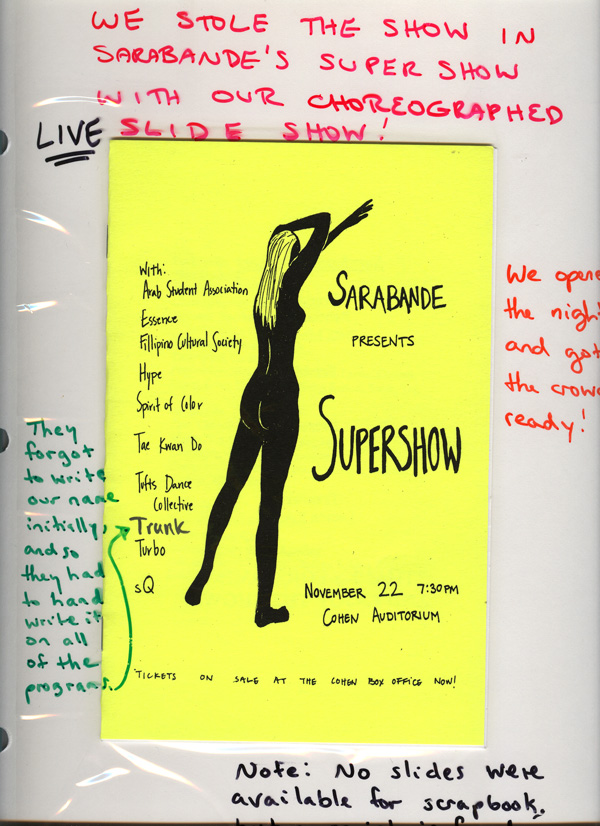 WE STOLE THE SHOW IN
SARABANDE'S SUPER SHOW
WITH OUR CHOREOGRAPHED
LIVE SLIDE SHOW!
With:
Arab Student Association
Essence
Fillipino Cultural Society
Hype
Spirit of Color
Tae Kwan Do
Tufts Dance
Collective
Trunk
Turbo
sQ
SARABANDE
PRESENTS
SUPERSHOW
NOVEMBER 22 7:30PM
COHEN AUDITORIUM
TICKETS ON SALE AT THE COHEN BOX OFFICE NOW!
They
forgot
to write
our name
initially,
and so
they had
to hand
write it
on all
of the
programs.
We opene
the nigh
and got
the crow
ready!
Note: No slides were
available for scrapbook.